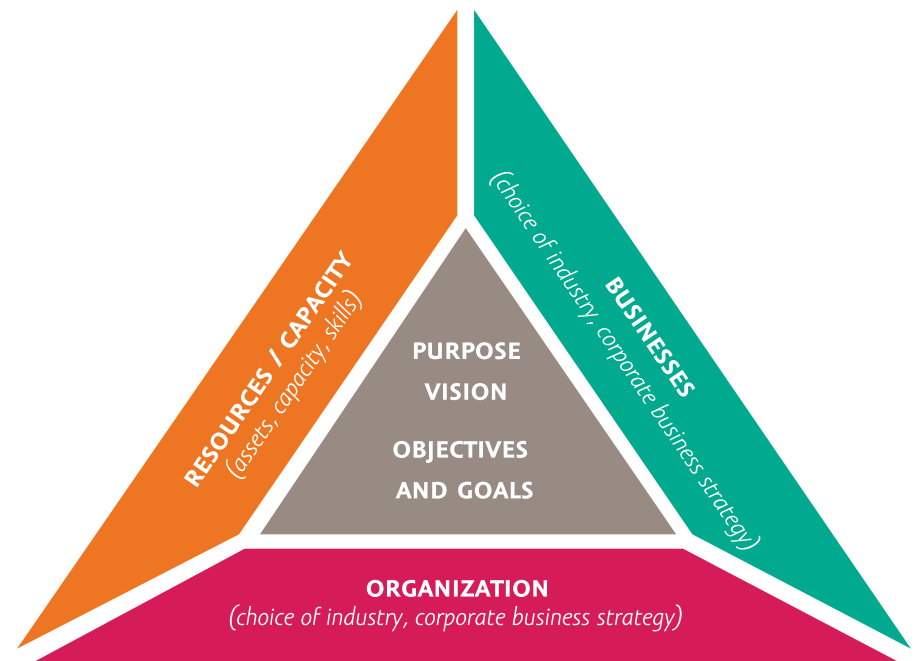 RESOURCES / CAPACITY
(assets, capacity, skills)
BUSINESSES
(choice of industry, corporate business strategy)
PURPOSE
VISION
OBJECTIVES
AND GOALS
ORGANIZATION
(choice of industry, corporate business strategy)